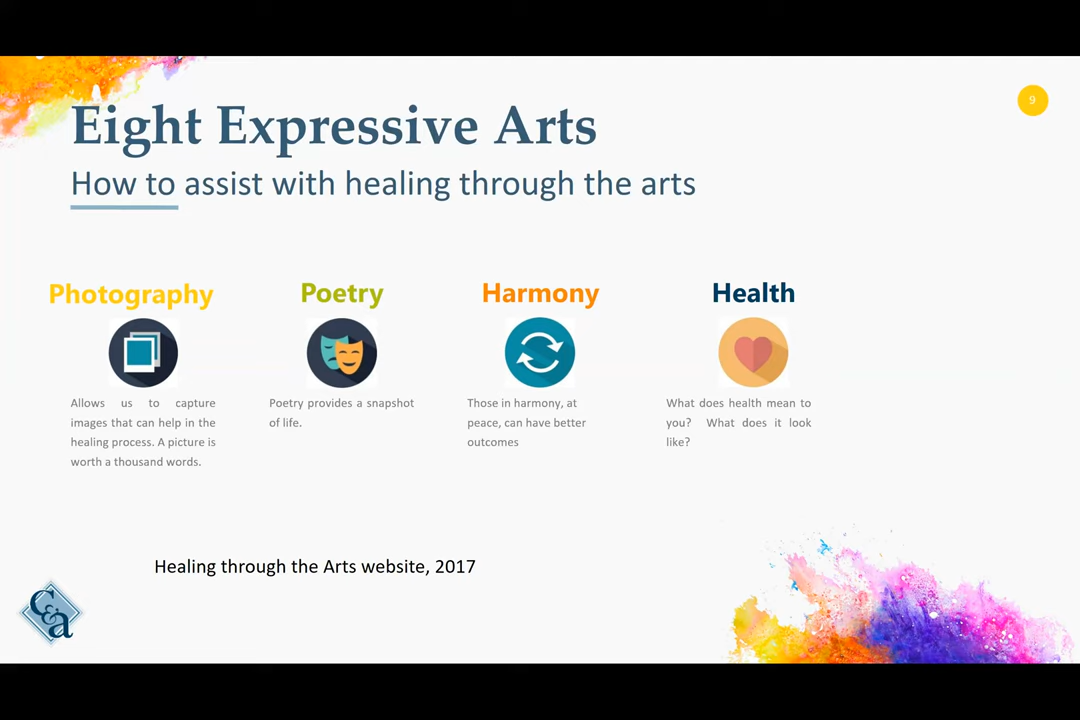 9
Eight Expressive Arts
How to assist with healing through the arts
Photography
Allows us to capture
images that can help in the
healing process. A picture is
worth a thousand words.
Poetry
Poetry provides a snapshot
of life.
Harmony
Those in harmony, at
peace, can have better
outcomes
Health
What does health mean to
you? What does it look
like?
Healing through the Arts website, 2017
C&a